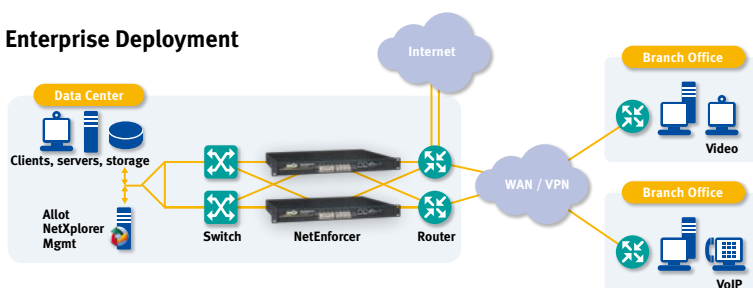 Enterprise Deployment
Internet
Branch Office
Data Center
Clients, servers, storage
Video
WAN / VPN
Branch Office
Allot
NetXplorer
Mgmt
Switch
NetEnforcer
Router
VoIP